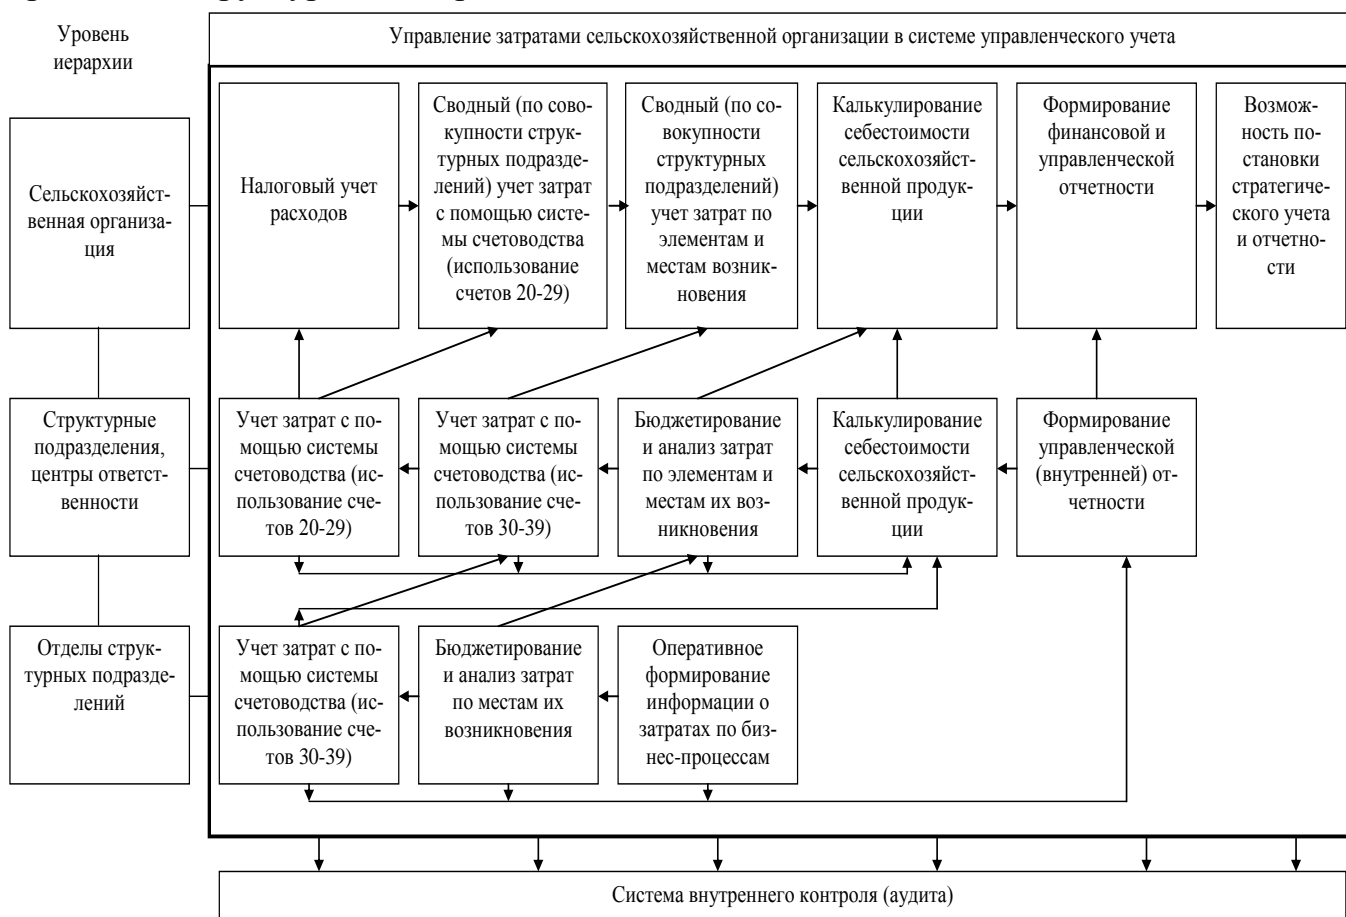 Уровень
иерархии
Управление затратами сельскохозяйственной организации в системе управленческого учета
Сельскохозяйст-
венная организа-
ция
Налоговый учет
расходов
Сводный (по сово-
купности струк-
турных подразде-
лений) учет затрат
с помощью систе-
мы счетоводства
(использование
счетов 20-29)
Сводный (по со-
вокупности
структурных
подразделений)
учет затрат по
элементам и
местам возник-
новения
Калькулирование
себестоимости
сельскохозяйст-
венной продук-
ции
Формирование
финансовой и
управленческой
отчетности
Возмож-
ность по-
становки
стратегиче-
ского учета
и отчетно-
сти
Структурные
подразделения,
центры ответст-
венности
Учет затрат с по-
мощью системы
счетоводства (ис-
пользование сче-
тов 20-29)
Учет затрат с по-
мощью системы
счетоводства (ис-
пользование сче-
тов 30-39)
Бюджетирование
и анализ затрат
по элементам и
местам их воз-
никновения
Калькулирование
себестоимости
сельскохозяйст-
венной продук-
ции
Формирование
управленческой
(внутренней) от-
четности
Отделы струк-
турных подразде-
лений
Учет затрат с по-
мощью системы
счетоводства (ис-
пользование сче-
тов 30-39)
Бюджетирование
и анализ затрат
по местам их
возникновения
Оперативное
формирование
информации о
затратах по биз-
нес-процессам
Система внутреннего контроля (аудита)